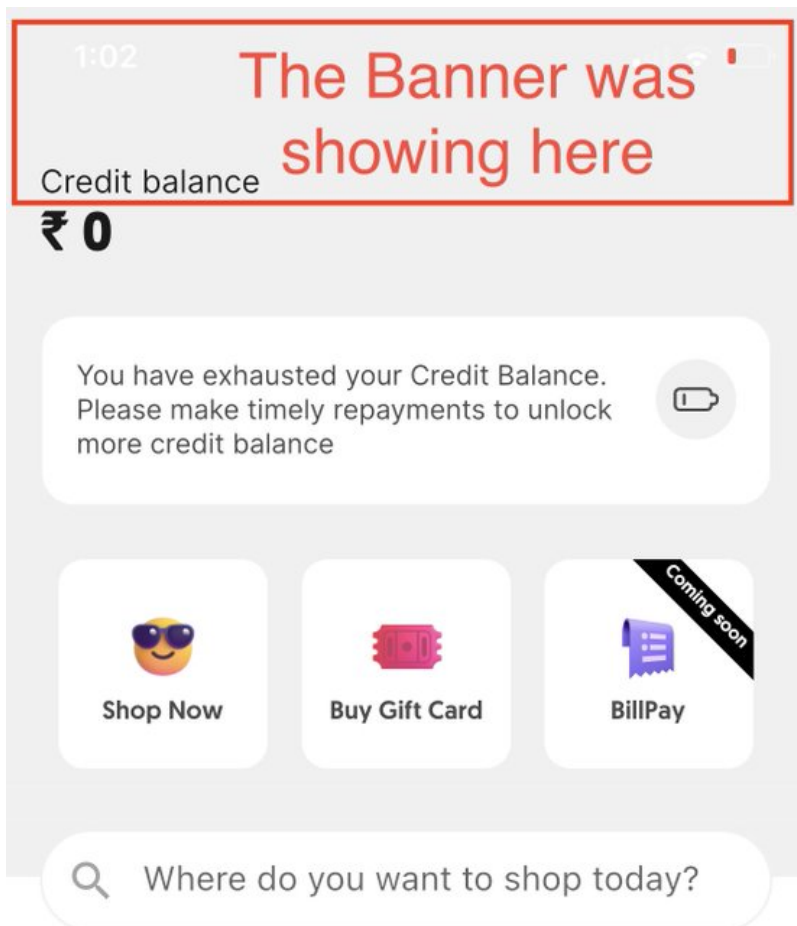 1:02
The Banner was
showing here
Credit balance
₹ 0
You have exhausted your Credit Balance.
Please make timely repayments to unlock
more credit balance
Coming soon
Shop Now
Buy Gift Card
BillPay
Where do you want to shop today?